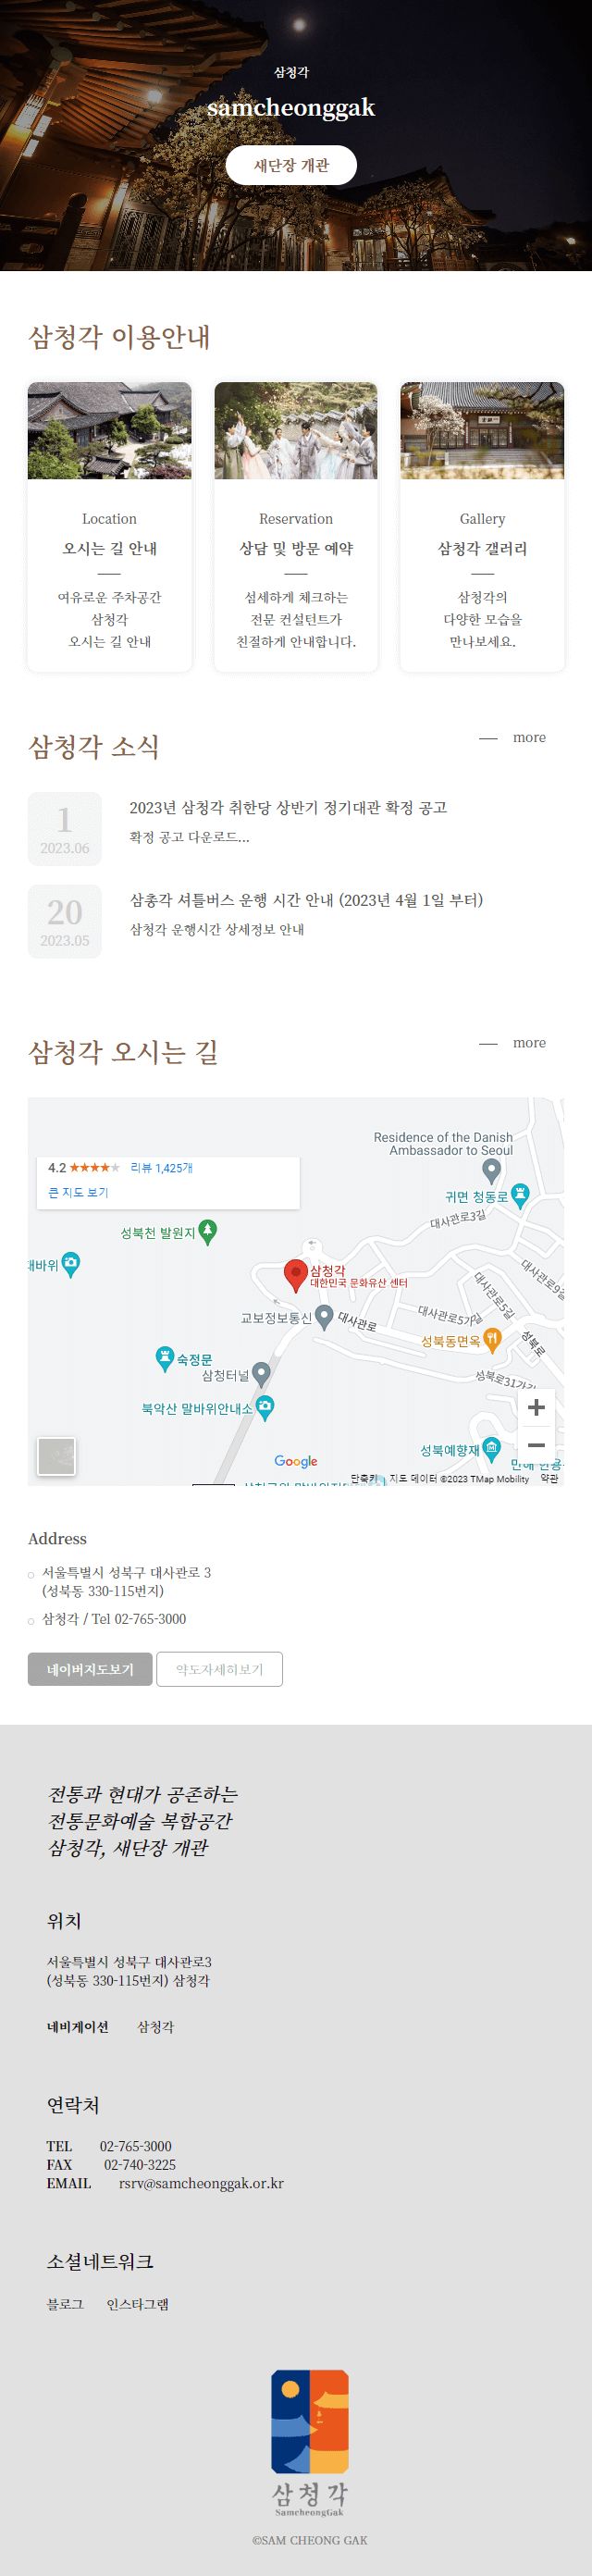 삼청각
samcheonggak
새단장 개관
삼청각 이용안내
Location
오시는 길 안내
여유로운 주차공간
삼청각
오시는 길 안내
Reservation
상담 및 방문 예약
섬세하게 체크하는
전문 컨설턴트가
친절하게 안내합니다.
Gallery
삼청각 갤러리
삼청각의
다양한 모습을
만나보세요.
삼청각 소식
more
1
2023.06
2023년 삼청각 취한당 상반기 정기대관 확정 공고
확정 공고 다운로드...
20
2023.05
삼총각 셔틀버스 운행 시간 안내 (2023년 4월 1일 부터)
삼청각 운행시간 상세정보 안내
삼청각 오시는 길
more
Residence of the Danish
Ambassador to Seoul
4.2 ★★★★★ 리뷰 1,425개
큰 지도 보기
귀면 청동로
대사관로3길
성북천 발원지
대바위
삼청각
대한민국 문화유산 센터
대사관로9길
대사관로5길
교보정보통신
대사관로
대사관로5가길
성북동면옥
성북로
숙정문
삼청터널
성북로31가길
북악산 말바위안내소
성북예향재
Google
단축키
지도 데이터 ©2023 TMap Mobility
약관
Address
서울특별시 성북구 대사관로 3
(성북동 330-115번지)
삼청각 / Tel 02-765-3000
네이버지도보기
약도자세히보기
전통과 현대가 공존하는
전통문화예술 복합공간
삼청각, 새단장 개관
위치
서울특별시 성북구 대사관로3
(성북동 330-115번지) 삼청각
네비게이션 삼청각
연락처
TEL 02-765-3000
FAX 02-740-3225
EMAIL rsrv@samcheonggak.or.kr
소셜네트워크
블로그 인스타그램
삼청각
SamcheongGak
©SAM CHEONG GAK